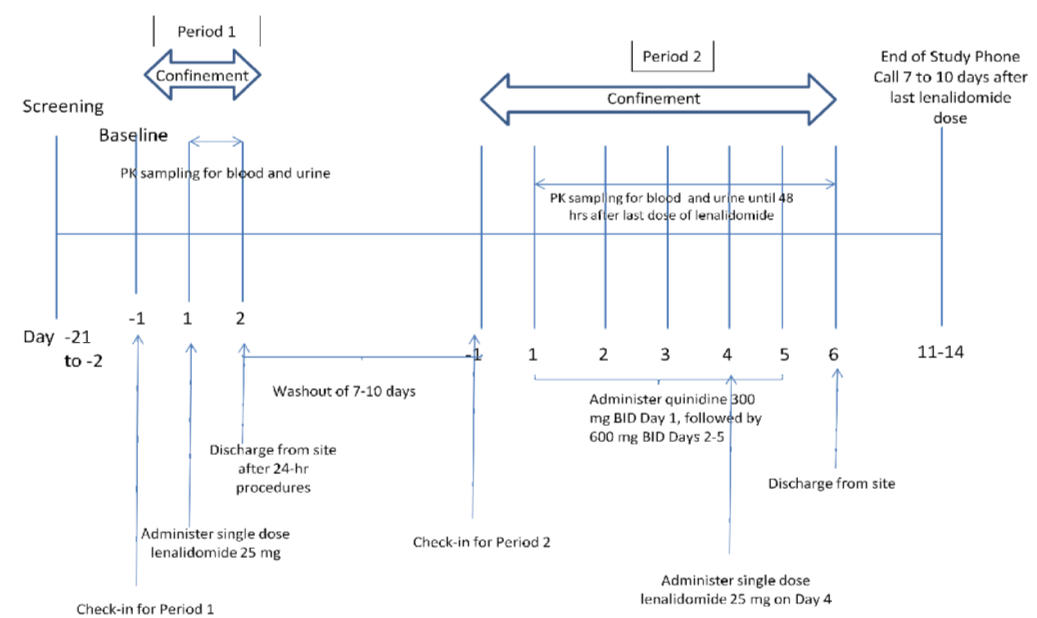 Period 1
Confinement
Screening
Baseline
PK sampling for blood and urine
Period 2
Confinement
End of Study Phone
Call 7 to 10 days after
last lenalidomide
dose
PK sampling for blood and urine until 48
hrs after last dose of lenalidomide
-1
1
2
Day -21
to -2
-1
1
2
3
4
5
6
11-14
Washout of 7-10 days
Administer quinidine 300
mg BID Day 1, followed by
600 mg BID Days 2-5
Discharge from site
after 24-hr
procedures
Discharge from site
Administer single dose
lenalidomide 25 mg
Check-in for Period 2
Administer single dose
lenalidomide 25 mg on Day 4
Check-in for Period 1